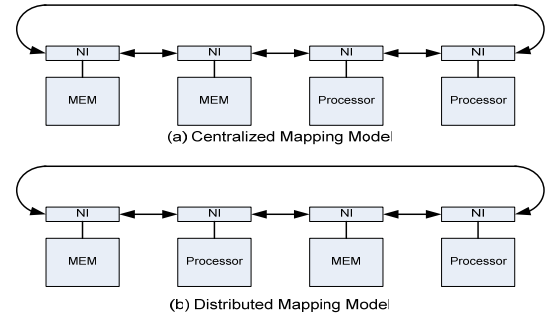 NI NI NI NI
MEM MEM Processor Processor
(a) Centralized Mapping Model
NI NI NI NI
MEM Processor MEM Processor
(b) Distributed Mapping Model